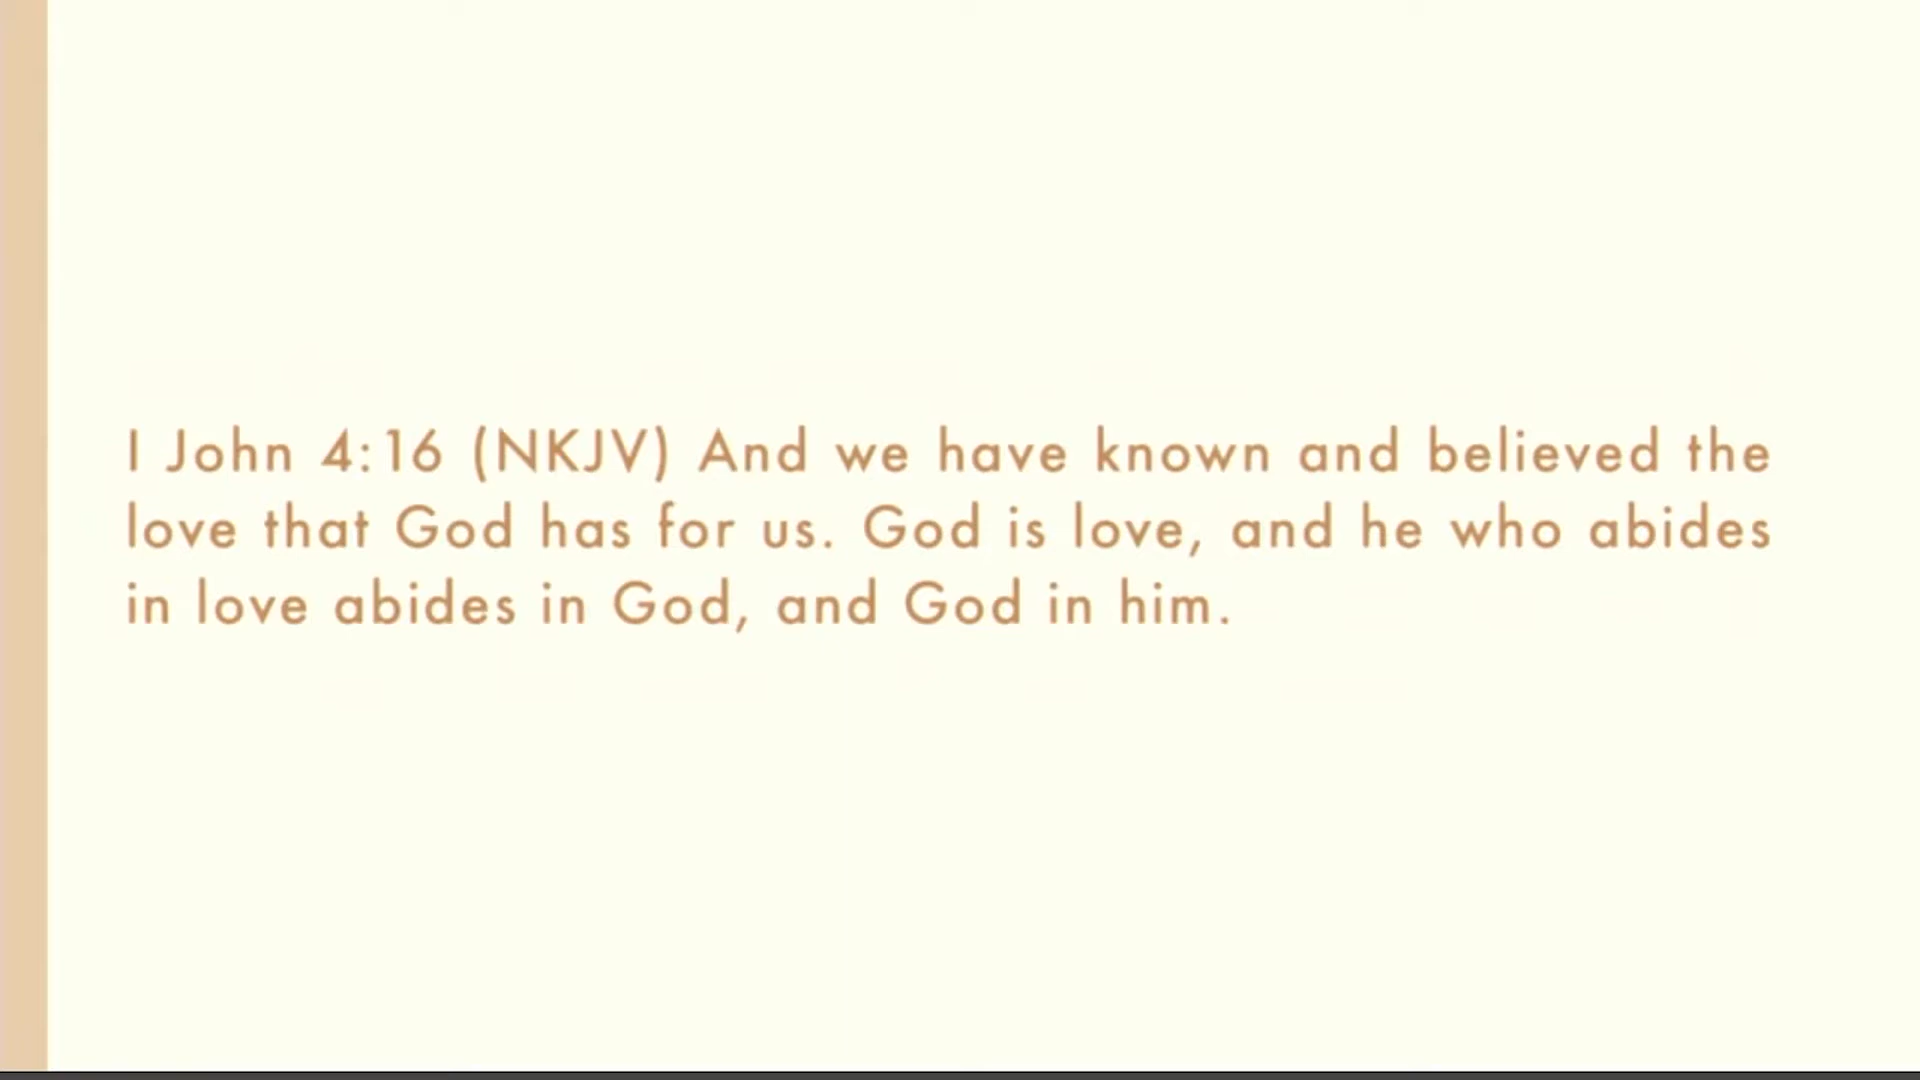 I John 4:16 (NKJV) And we have known and believed the
love that God has for us. God is love, and he who abides
in love abides in God, and God in him.